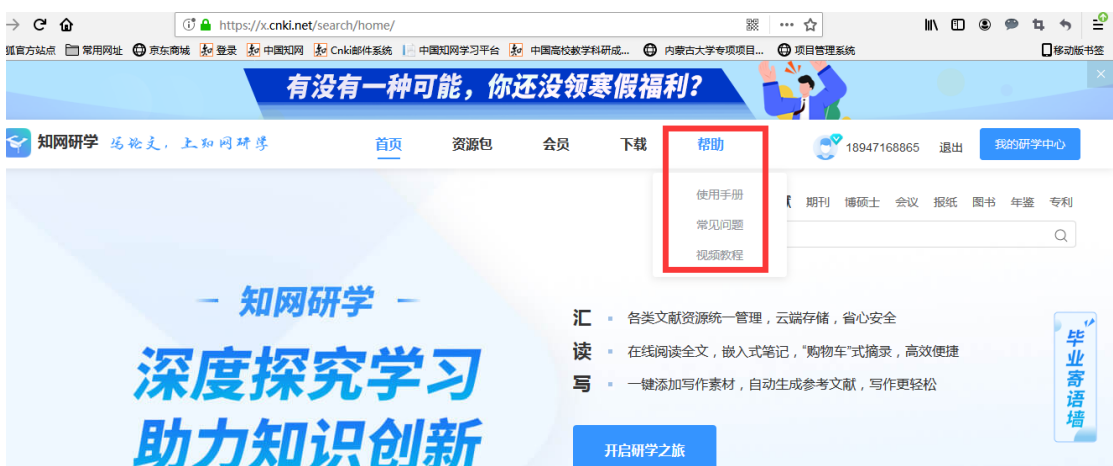 https://x.cnki.net/search/home/
狐官方站点 常用网址 京东商城 登录 中国知网 Cnki邮件系统 中国知网学习平台 中国高校教学科研成... 内蒙古大学专项项目... 项目管理系统 移动版书签
有没有一种可能，你还没领寒假福利？
知网研学 写论文，上知网研学 首页 资源包 会员 下载 帮助 18947168865 退出 我的研学中心
使用手册
期刊 博硕士 会议 报纸 图书 年鉴 专利
常见问题
视频教程
知网研学
深度探究学习
助力知识创新
汇 各类文献资源统一管理，云端存储，省心安全
读 在线阅读全文，嵌入式笔记，“购物车”式摘录，高效便捷
写 一键添加写作素材，自动生成参考文献，写作更轻松
开启研学之旅
毕业寄语墙